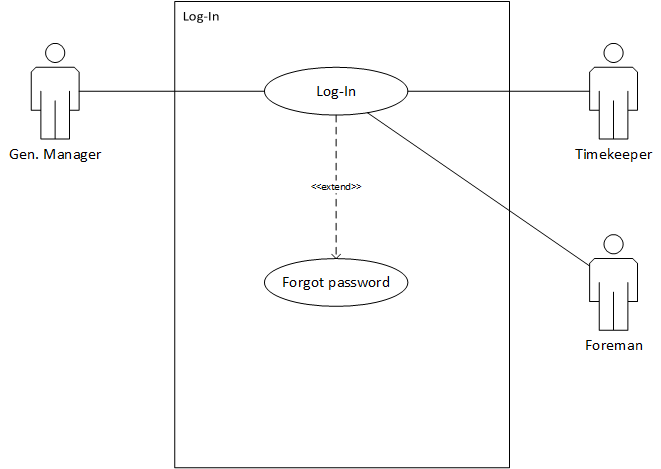 Log-In
Log-In
Gen. Manager
Timekeeper
<<extend>>
Forgot password
Foreman